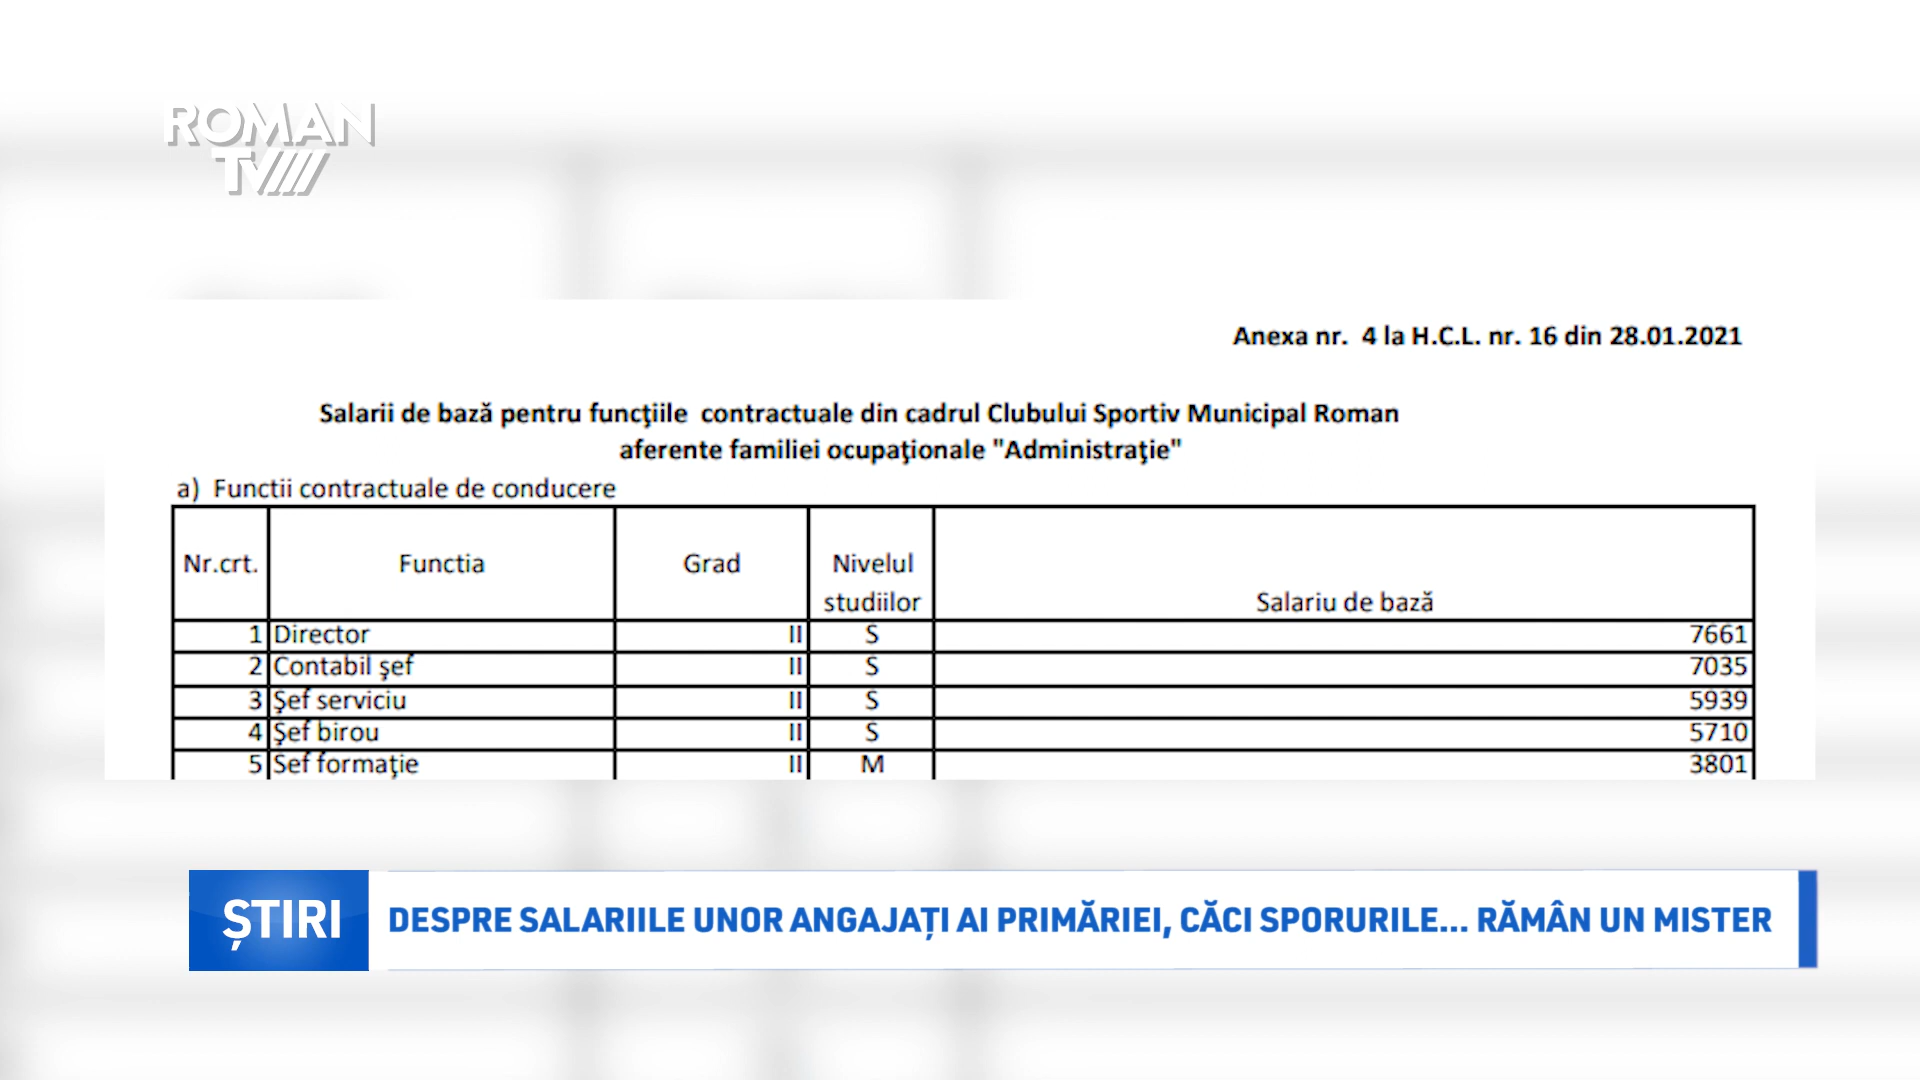 ROMAN
TV
Anexa nr.  4 la H.C.L. nr. 16 din 28.01.2021
Salarii de bază pentru funcţiile  contractuale din cadrul Clubului Sportiv Municipal Roman
aferente familiei ocupaţionale "Administraţie"
a)  Functii contractuale de conducere
Nr.crt. Functia Grad Nivelul studiilor Salariu de bază
1 Director II S 7661
2 Contabil şef II S 7035
3 Şef serviciu II S 5939
4 Şef birou II S 5710
5 Sef formaţie II M 3801
ȘTIRI
DESPRE SALARIILE UNOR ANGAJAȚI AI PRIMĂRIEI, CĂCI SPORURILE... RĂMÂN UN MISTER